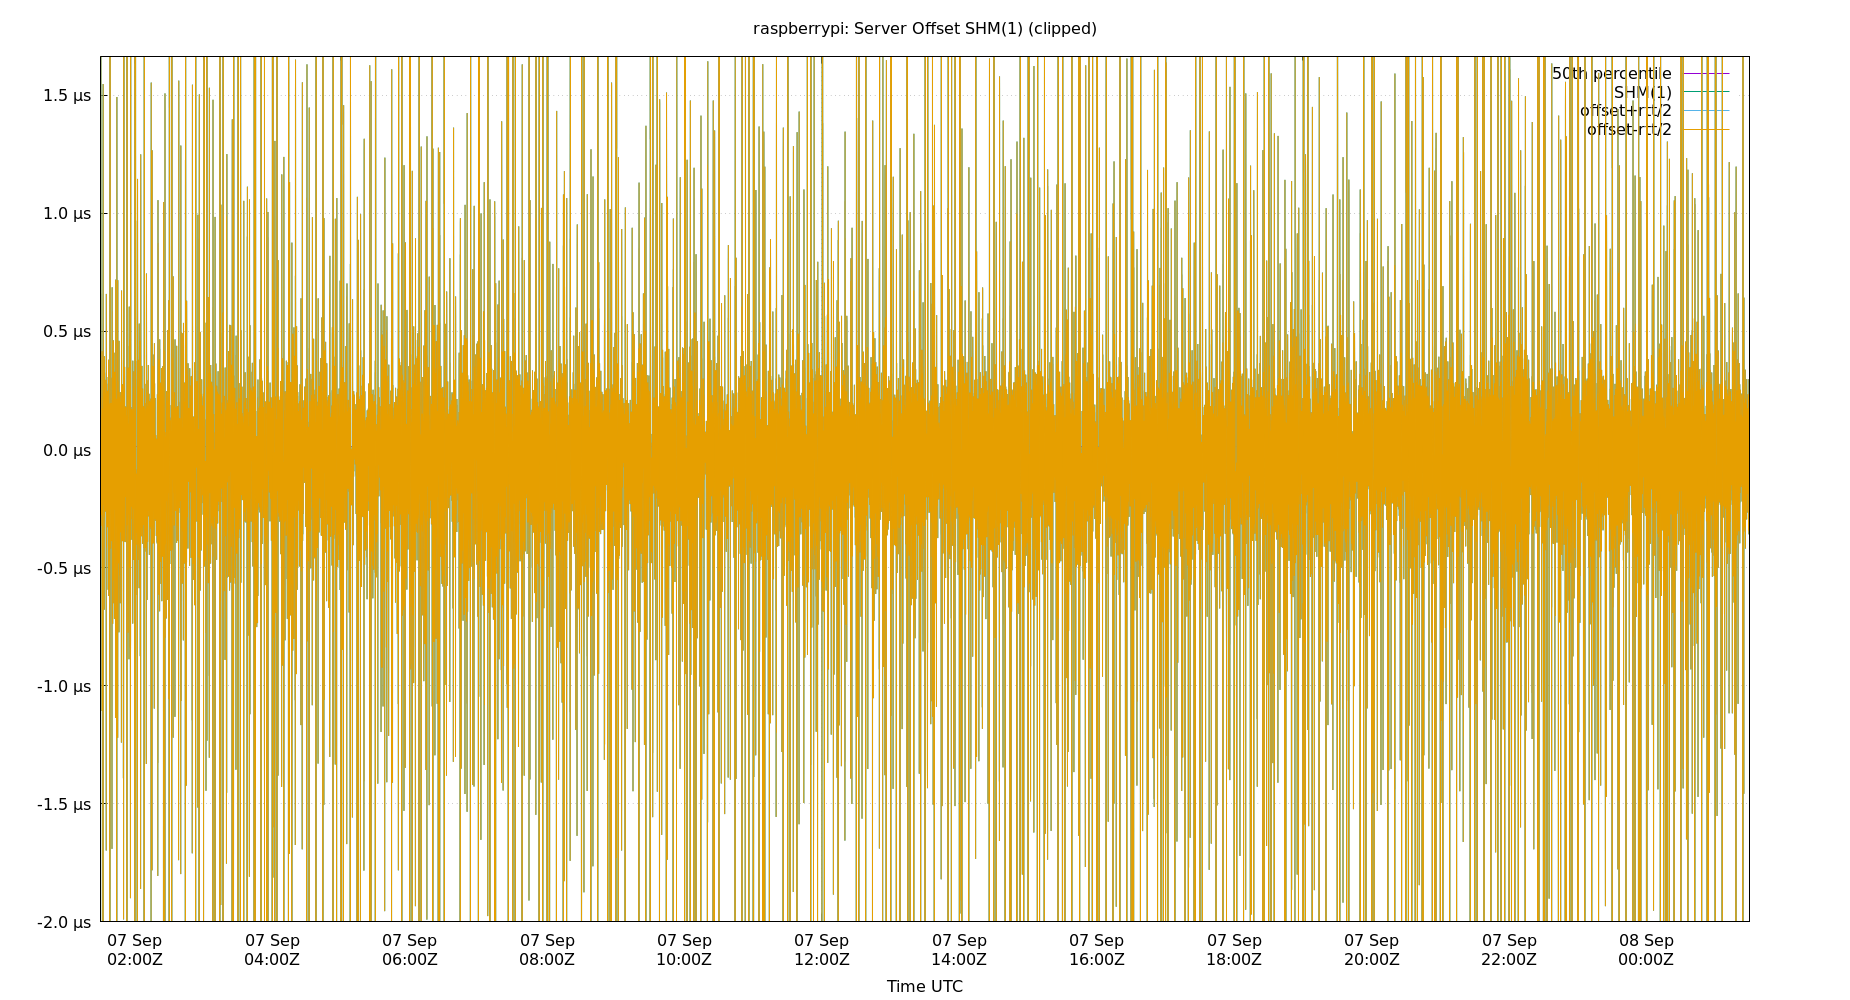 raspberrypi: Server Offset SHM(1) (clipped)
50th percentile
SHM(1)
offset+rtt/2
offset-rtt/2
1.5 µs
1.0 µs
0.5 µs
0.0 µs
-0.5 µs
-1.0 µs
-1.5 µs
-2.0 µs
07 Sep 07 Sep 07 Sep 07 Sep 07 Sep 07 Sep 07 Sep 07 Sep 07 Sep 07 Sep 07 Sep 08 Sep
02:00Z 04:00Z 06:00Z 08:00Z 10:00Z 12:00Z 14:00Z 16:00Z 18:00Z 20:00Z 22:00Z 00:00Z
Time UTC